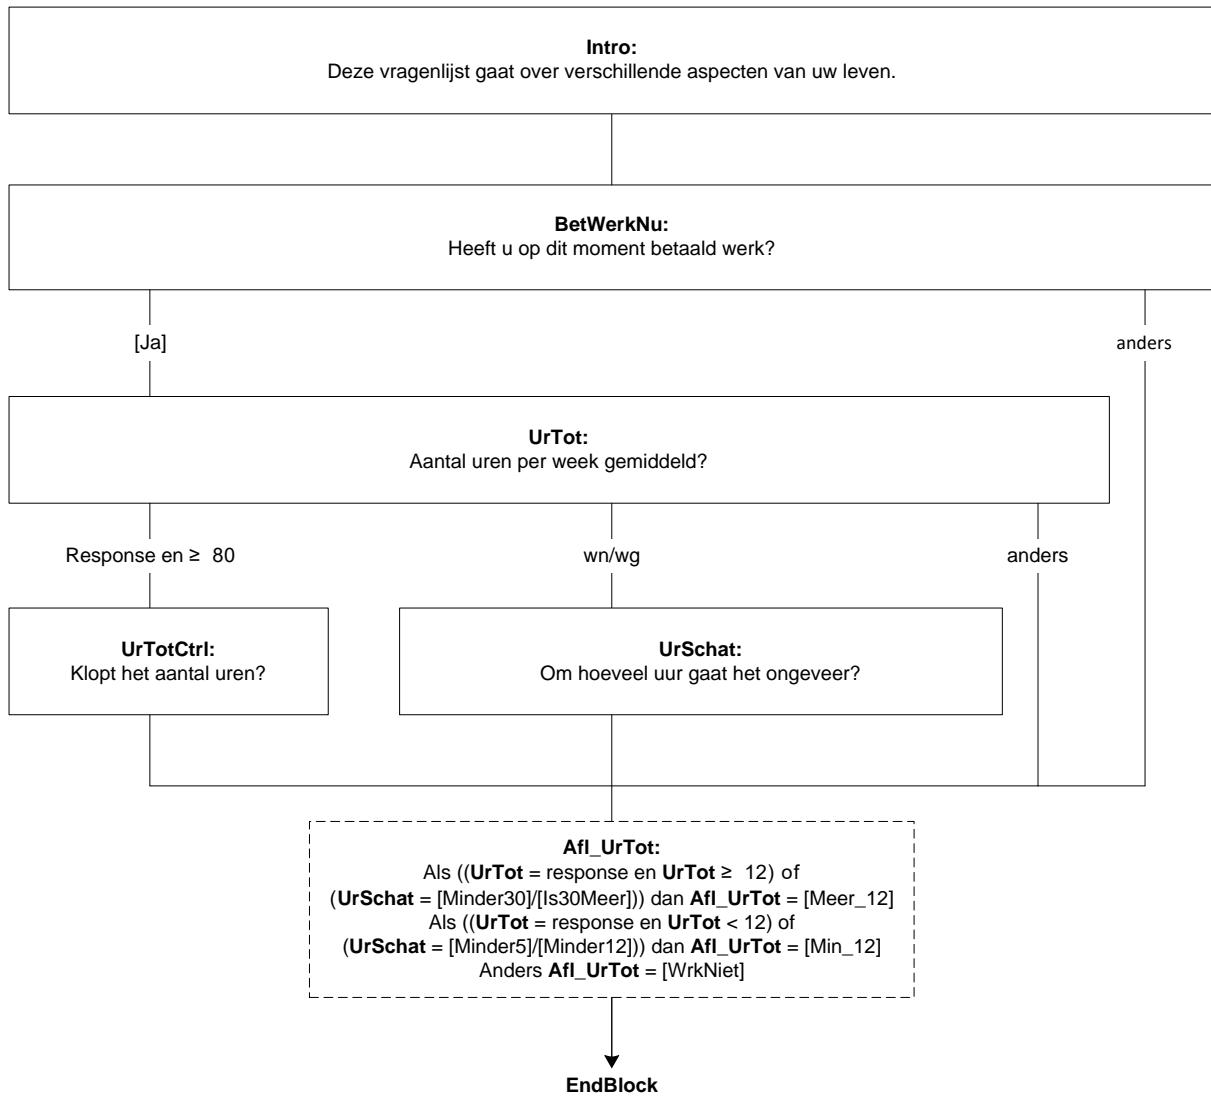 Intro:
Deze vragenlijst gaat over verschillende aspecten van uw leven.
BetWerkNu:
Heeft u op dit moment betaald werk?
[Ja]
anders
UrTot:
Aantal uren per week gemiddeld?
Response en ≥ 80
wn/wg
anders
UrTotCtrl:
Klopt het aantal uren?
UrSchat:
Om hoeveel uur gaat het ongeveer?
Afl_UrTot:
Als ((UrTot = response en UrTot ≥ 12) of
(UrSchat = [Minder30]/[Is30Meer])) dan Afl_UrTot = [Meer_12]
Als ((UrTot = response en UrTot < 12) of
(UrSchat = [Minder5]/[Minder12])) dan Afl_UrTot = [Min_12]
Anders Afl_UrTot = [WrkNiet]
EndBlock